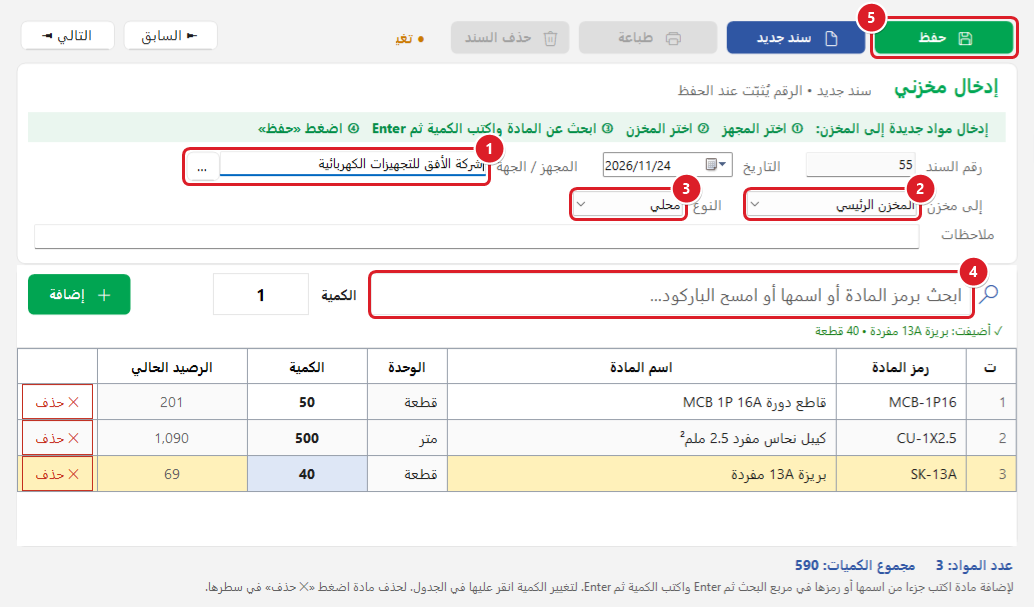 5
حفظ سند جديد طباعة حذف السند ● تغي السابق التالي
إدخال مخزني سند جديد • الرقم يُثبّت عند الحفظ
إدخال مواد جديدة إلى المخزن: ① اختر المجهز ② اختر المخزن ③ ابحث عن المادة واكتب الكمية ثم Enter ④ اضغط «حفظ»
رقم السند 55 التاريخ 2026/11/24 المجهز / الجهة 1 شركة الأفق للتجهيزات الكهربائية ...
إلى مخزن 2 المخزن الرئيسي النوع 3 محلي
ملاحظات
4
ابحث برمز المادة أو اسمها أو امسح الباركود... الكمية 1 + إضافة
✓ أضيفت: بريزة 13A مفردة • 40 قطعة
ت رمز المادة اسم المادة الوحدة الكمية الرصيد الحالي
1 MCB-1P16 قاطع دورة MCB 1P 16A قطعة 50 201 × حذف
2 CU-1X2.5 كيبل نحاس مفرد 2.5 ملم² متر 500 1,090 × حذف
3 SK-13A بريزة 13A مفردة قطعة 40 69 × حذف
عدد المواد: 3 مجموع الكميات: 590
لإضافة مادة اكتب جزءا من اسمها أو رمزها في مربع البحث ثم Enter واكتب الكمية ثم Enter. لتغيير الكمية انقر عليها في الجدول. لحذف مادة اضغط «× حذف» في سطرها.